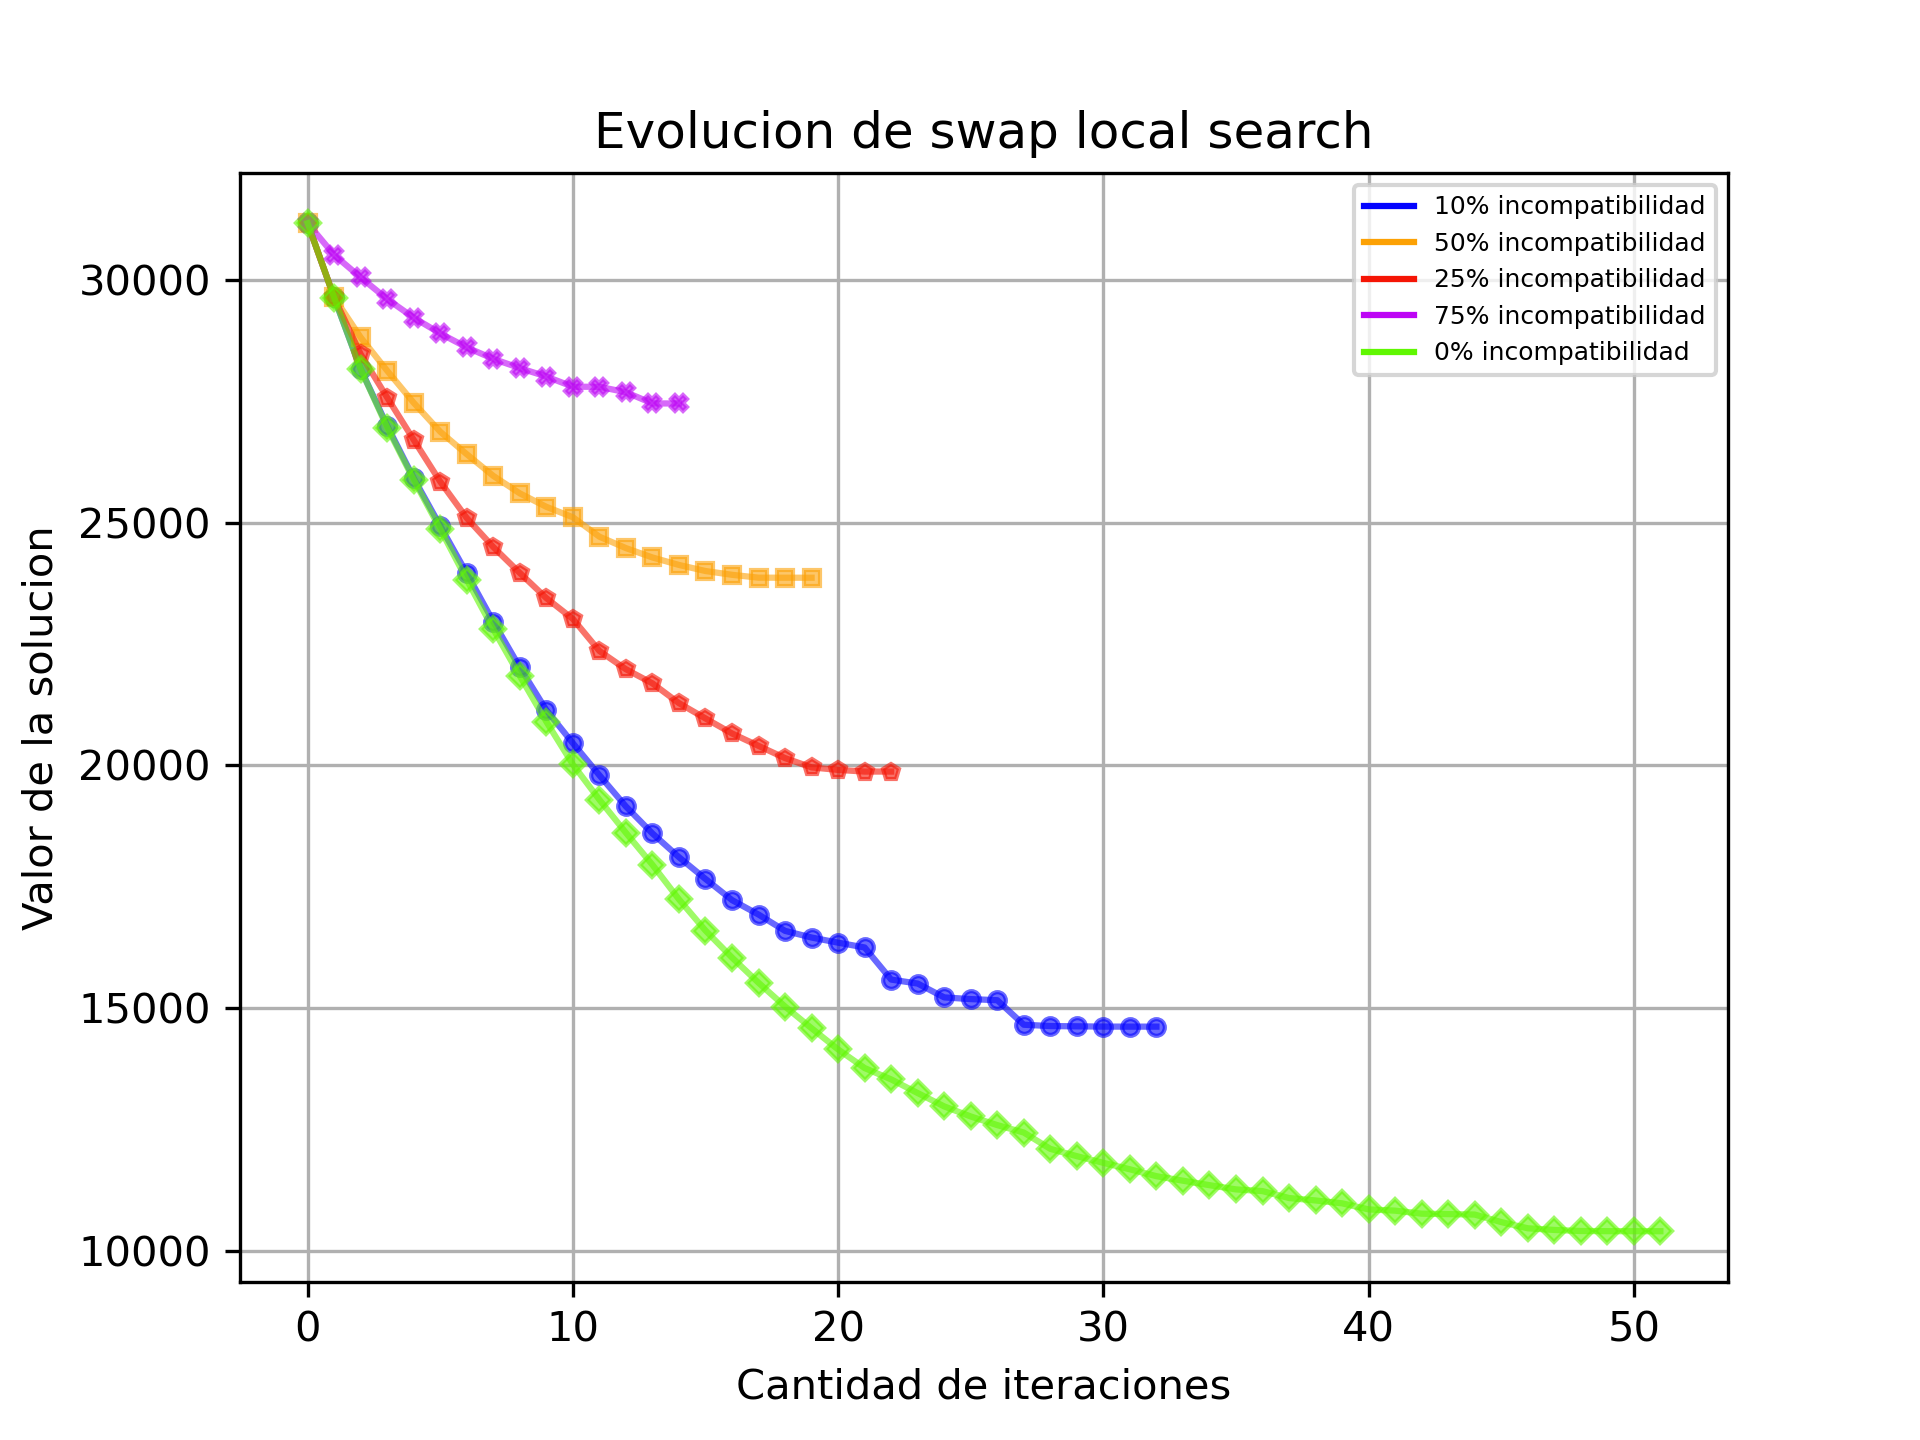 Evolucion de swap local search
10% incompatibilidad
50% incompatibilidad
25% incompatibilidad
75% incompatibilidad
0% incompatibilidad
Valor de la solucion
30000
25000
20000
15000
10000
0 10 20 30 40 50
Cantidad de iteraciones